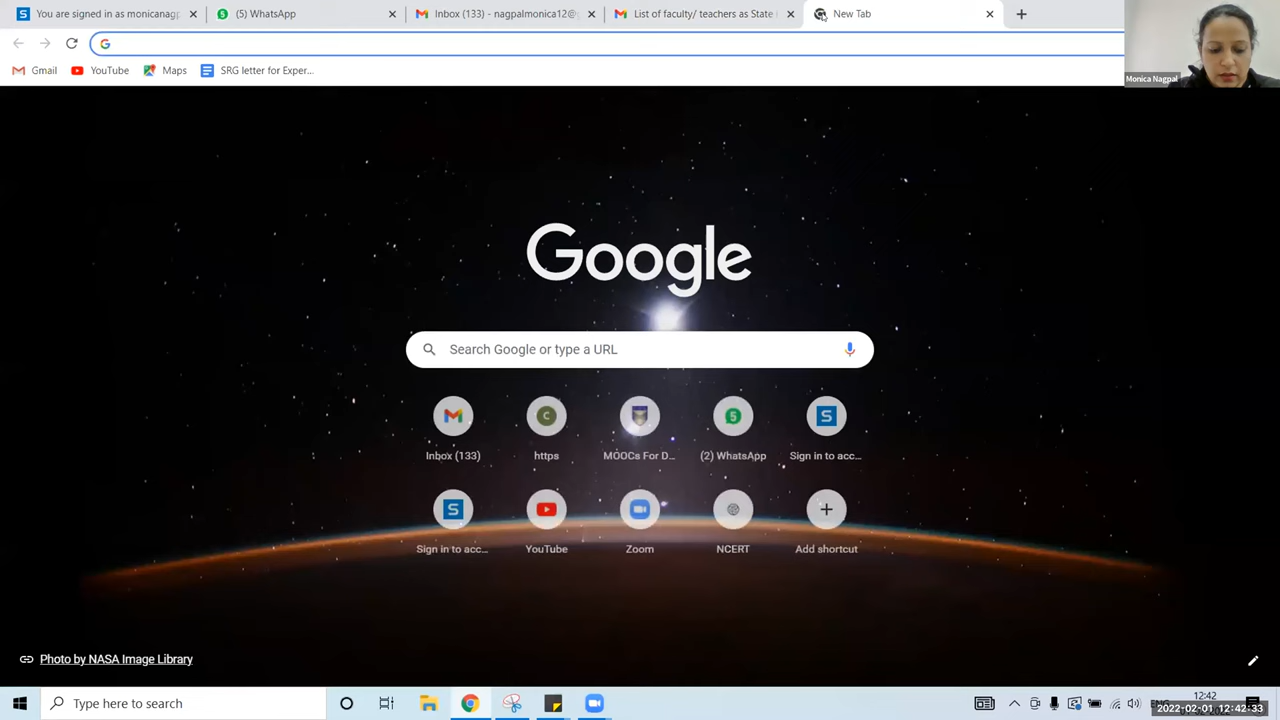 You are signed in as monicanag
(5) WhatsApp
Inbox (133) - nagpalmonica12@
List of faculty/ teachers as State
New Tab
Gmail
YouTube
Maps
SRG letter for Exper...
Monica Nagpal
Google
Search Google or type a URL
Inbox (133)
https
MOOCs For D...
(2) WhatsApp
Sign in to acc...
Sign in to acc...
YouTube
Zoom
NCERT
Add shortcut
Photo by NASA Image Library
Type here to search
12:42
2022-02-01 12:42:33